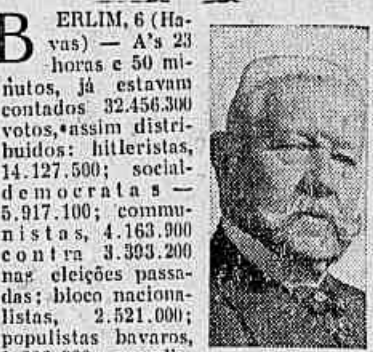 BERLIM, 6 (Ha-
vas) — A's 23
horas e 50 mi-
nutos, já estavam
contados 32.456.300
votos, assim distri-
buidos: hitleristas,
14.127.500; social-
democratas —
5.917.100; commu-
nistas, 4.163.900
contra 3.393.200
nas eleições passa-
das; bloco naciona-
listas, 2.521.000;
populistas bavaros,